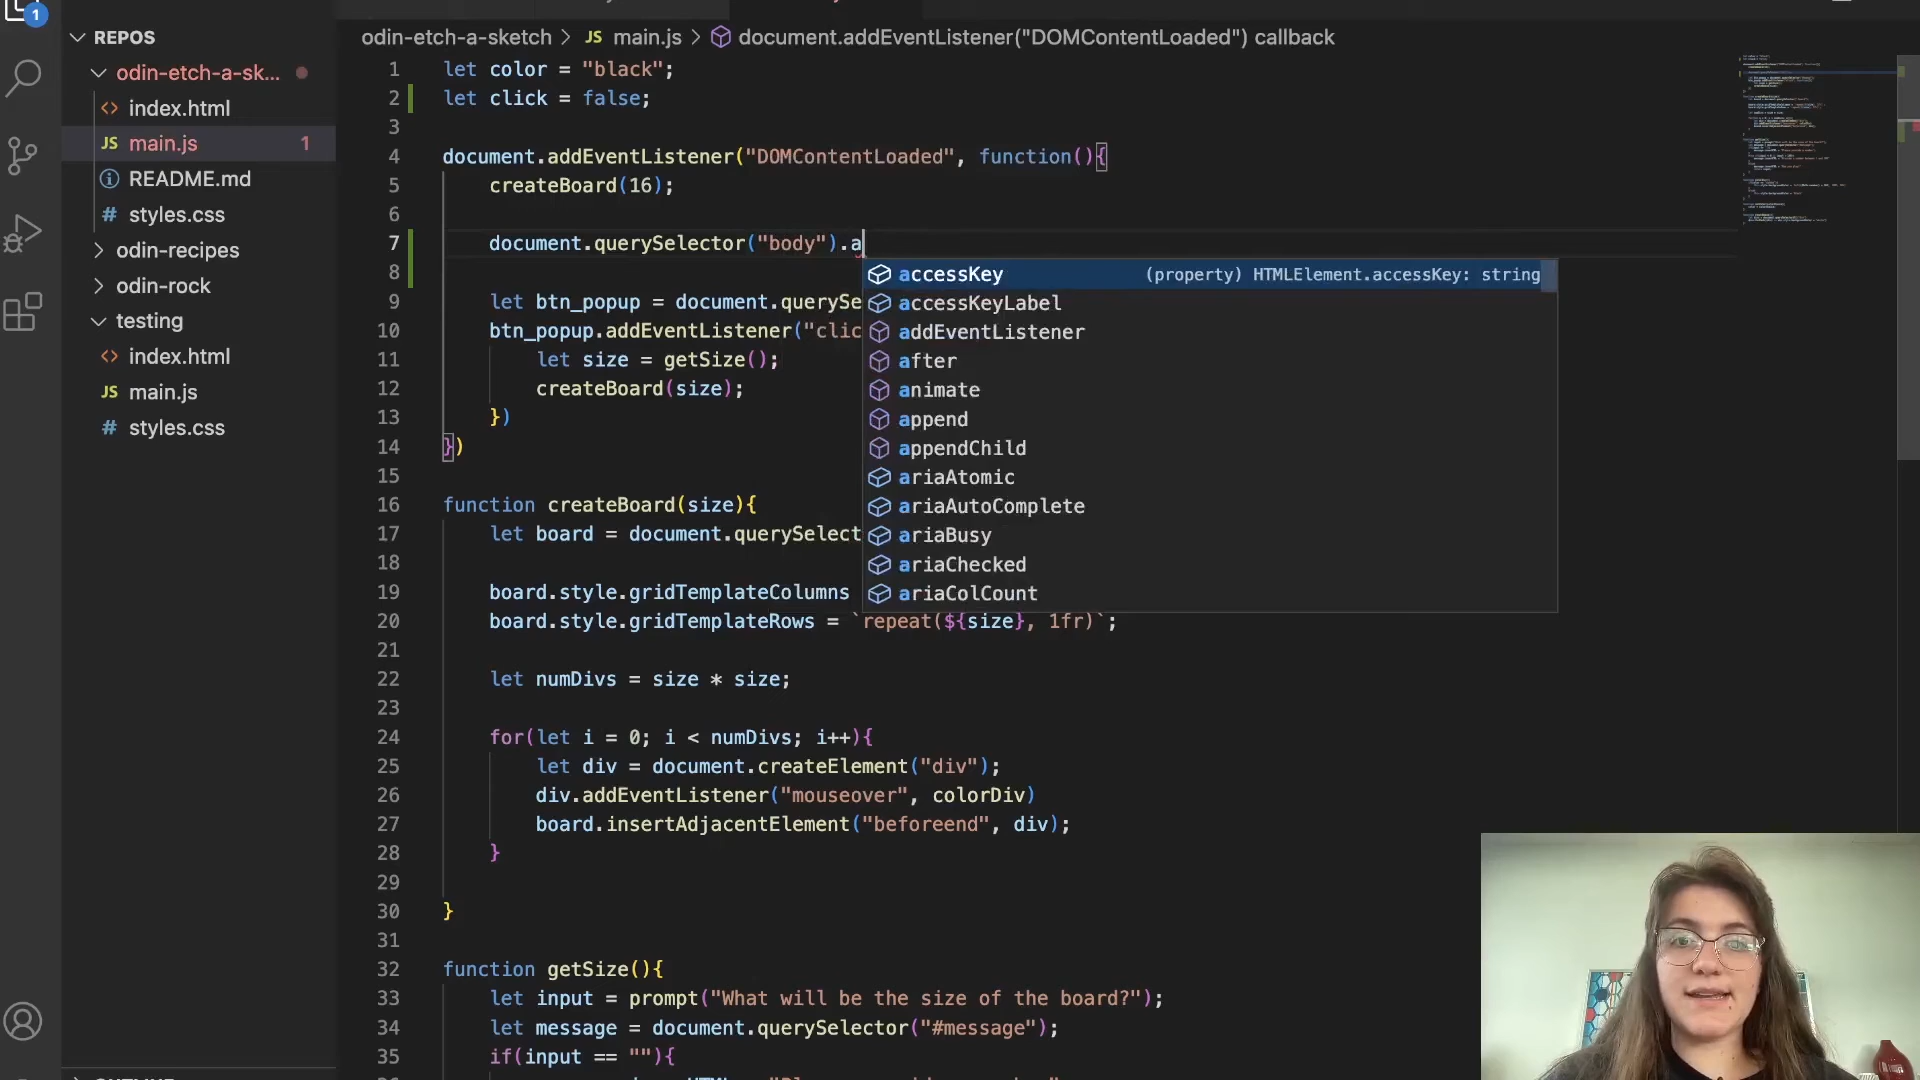 1
REPOS
odin-etch-a-sk...
index.html
JS main.js 1
README.md
# styles.css
odin-recipes
odin-rock
testing
index.html
JS main.js
# styles.css
odin-etch-a-sketch > JS main.js > document.addEventListener("DOMContentLoaded") callback
1 let color = "black";
2 let click = false;
3
4 document.addEventListener("DOMContentLoaded", function(){
5 createBoard(16);
6
7 document.querySelector("body").a
8
9 let btn_popup = document.querySe
10 btn_popup.addEventListener("clic
11 let size = getSize();
12 createBoard(size);
13 })
14 })
15
16 function createBoard(size){
17 let board = document.querySelect
18
19 board.style.gridTemplateColumns
20 board.style.gridTemplateRows = `repeat(${size}, 1fr)`;
21
22 let numDivs = size * size;
23
24 for(let i = 0; i < numDivs; i++){
25 let div = document.createElement("div");
26 div.addEventListener("mouseover", colorDiv)
27 board.insertAdjacentElement("beforeend", div);
28 }
29
30 }
31
32 function getSize(){
33 let input = prompt("What will be the size of the board?");
34 let message = document.querySelector("#message");
35 if(input == ""){
accessKey (property) HTMLElement.accessKey: string
accessKeyLabel
addEventListener
after
animate
append
appendChild
ariaAtomic
ariaAutoComplete
ariaBusy
ariaChecked
ariaColCount